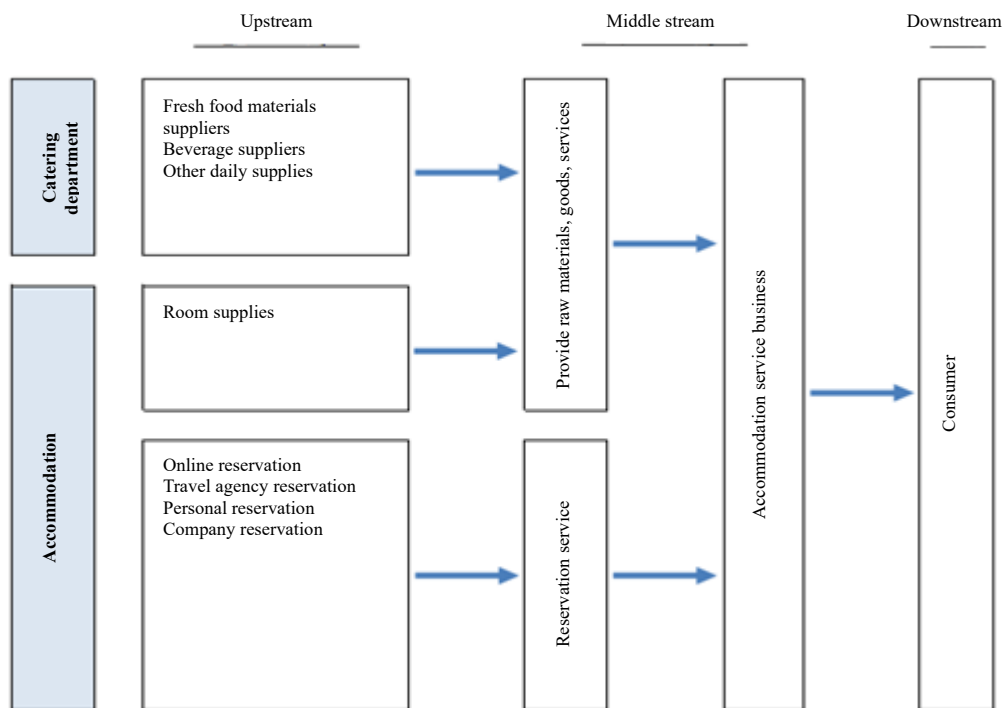 Upstream
Middle stream
Downstream
Catering
department
Fresh food materials
suppliers
Beverage suppliers
Other daily supplies
Provide raw materials, goods, services
Accommodation service business
Consumer
Accommodation
Room supplies
Online reservation
Travel agency reservation
Personal reservation
Company reservation
Reservation service